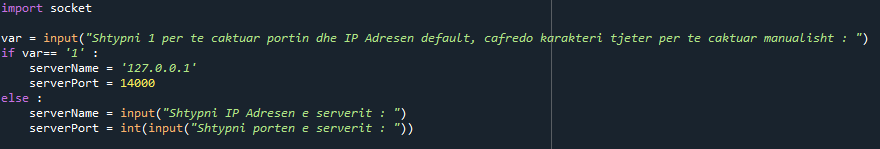 import socket
var = input("Shtypni 1 per te caktuar portin dhe IP Adresen default, cafredo karakteri tjeter per te caktuar manualisht : ")
if var== '1' :
    serverName = '127.0.0.1'
    serverPort = 14000
else :
    serverName = input("Shtypni IP Adresen e serverit : ")
    serverPort = int(input("Shtypni porten e serverit : "))